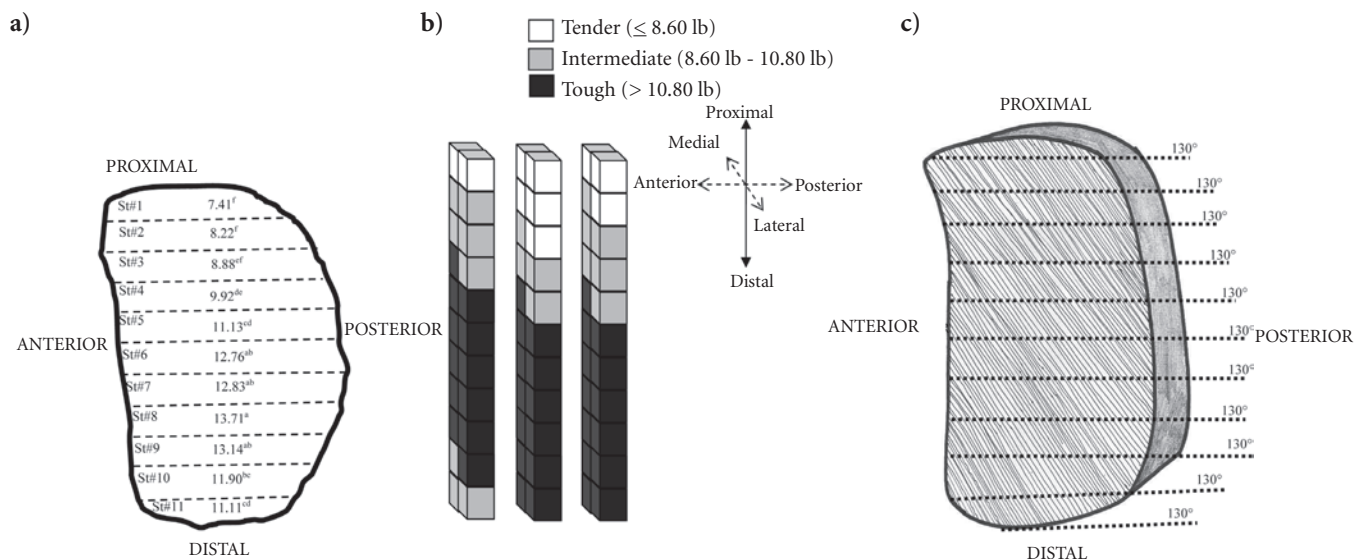 a)
PROXIMAL
St#1 7.41f
St#2 8.22f
St#3 8.88ef
St#4 9.92de
St#5 11.13cd
St#6 12.76ab
St#7 12.83ab
St#8 13.71a
St#9 13.14ab
St#10 11.90bc
St#11 11.11cd
ANTERIOR
POSTERIOR
DISTAL
b)
Tender (≤ 8.60 lb)
Intermediate (8.60 lb - 10.80 lb)
Tough (> 10.80 lb)
Proximal
Medial
Anterior
Posterior
Lateral
Distal
c)
PROXIMAL
130°
130°
130°
130°
130°
130°
130°
130°
130°
130°
130°
ANTERIOR
POSTERIOR
DISTAL